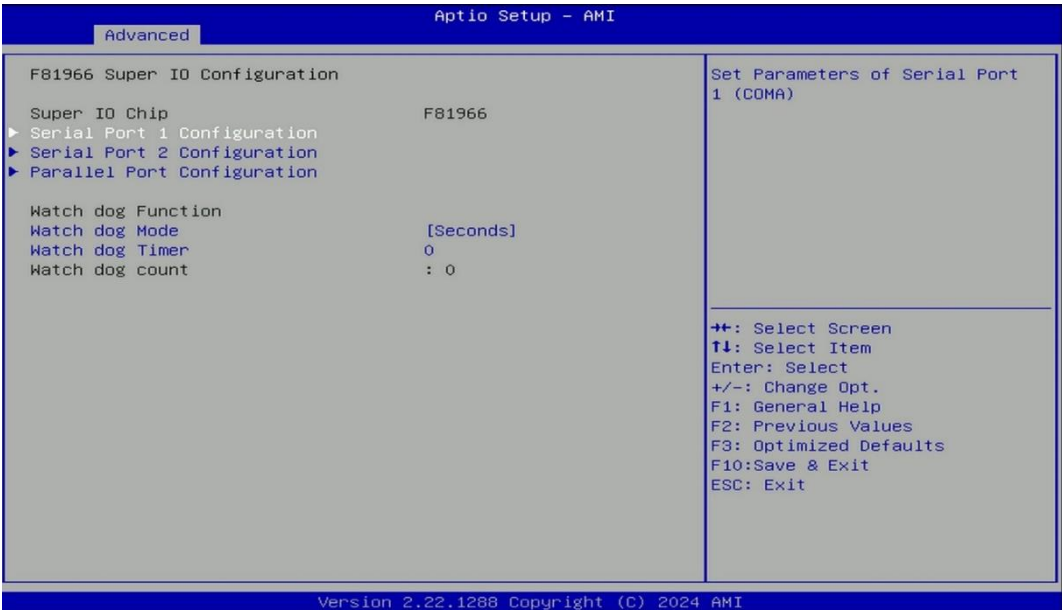 Aptio Setup – AMI
Advanced
F81966 Super IO Configuration
Super IO Chip F81966
▶ Serial Port 1 Configuration
▶ Serial Port 2 Configuration
▶ Parallel Port Configuration
Watch dog Function
Watch dog Mode [Seconds]
Watch dog Timer 0
Watch dog count : 0
Set Parameters of Serial Port
1 (COMA)
→←: Select Screen
↑↓: Select Item
Enter: Select
+/-: Change Opt.
F1: General Help
F2: Previous Values
F3: Optimized Defaults
F10:Save & Exit
ESC: Exit
Version 2.22.1288 Copyright (C) 2024 AMI